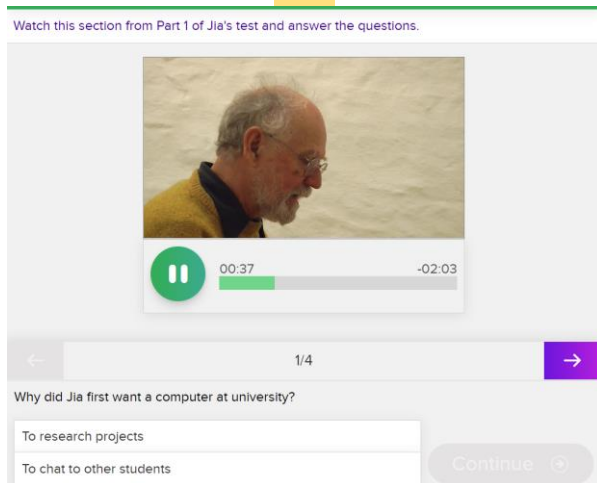 Watch this section from Part 1 of Jia's test and answer the questions.
00:37 -02:03
1/4
Why did Jia first want a computer at university?
To research projects
To chat to other students
Continue